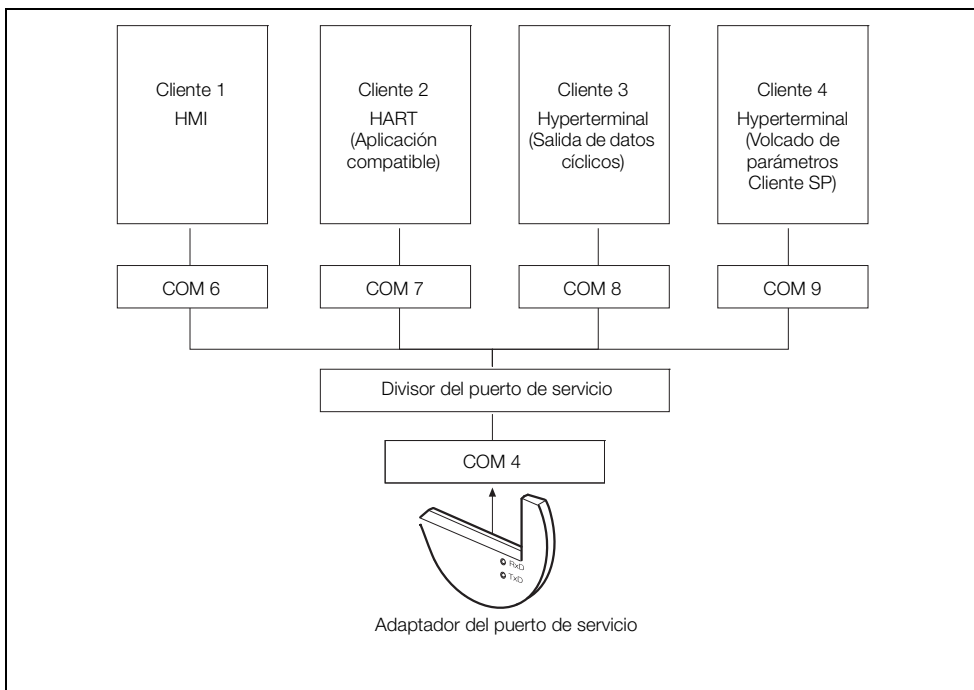 Cliente 1
HMI
Cliente 2
HART
(Aplicación
compatible)
Cliente 3
Hyperterminal
(Salida de datos
cíclicos)
Cliente 4
Hyperterminal
(Volcado de
parámetros
Cliente SP)
COM 6
COM 7
COM 8
COM 9
Divisor del puerto de servicio
COM 4
RxD
TxD
Adaptador del puerto de servicio